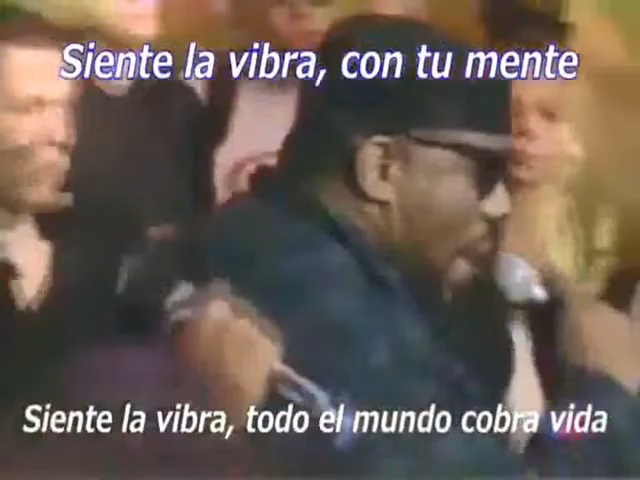 Siente la vibra, con tu mente
Siente la vibra, todo el mundo cobra vida